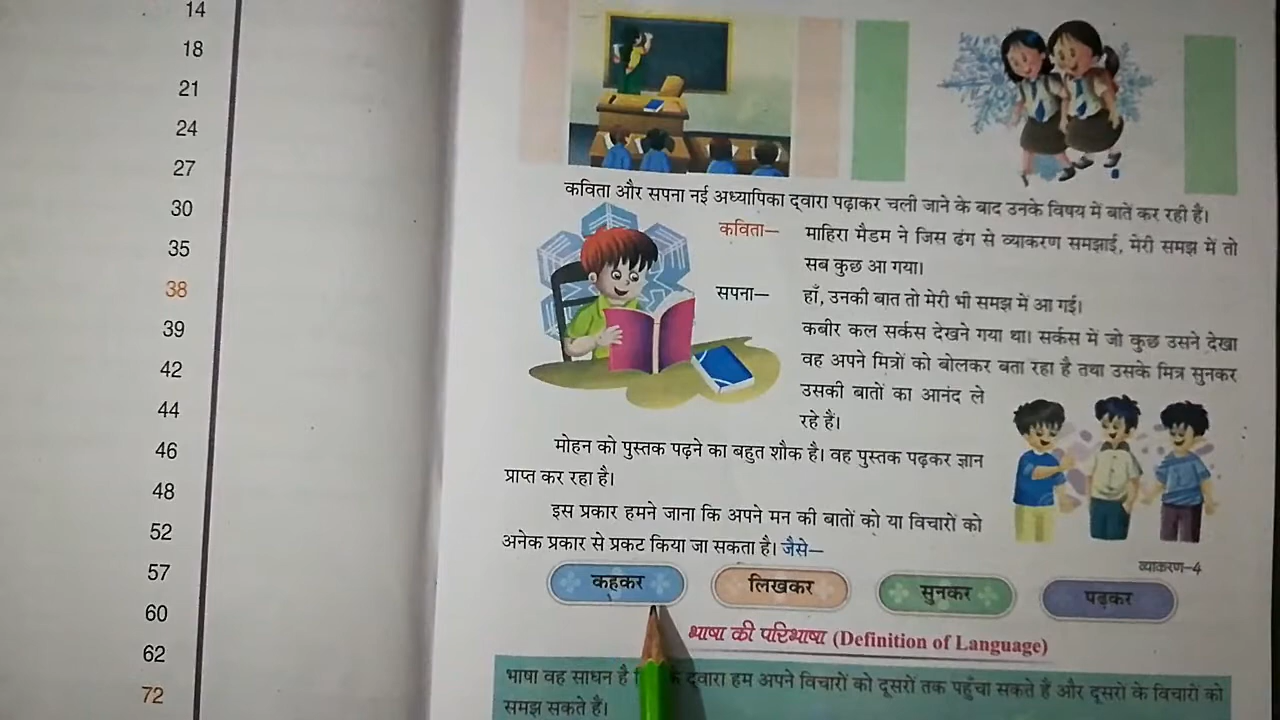 14
18
21
24
27
30
35
38
39
42
44
46
48
52
57
60
62
72
कविता और सपना नई अध्यापिका द्वारा पढ़ाकर चली जाने के बाद उनके विषय में बातें कर रही हैं।
कविता— माहिरा मैडम ने जिस ढंग से व्याकरण समझाई, मेरी समझ में तो
सब कुछ आ गया।
सपना— हाँ, उनकी बात तो मेरी भी समझ में आ गई।
कबीर कल सर्कस देखने गया था। सर्कस में जो कुछ उसने देखा
वह अपने मित्रों को बोलकर बता रहा है तथा उसके मित्र सुनकर
उसकी बातों का आनंद ले
रहे हैं।
मोहन को पुस्तक पढ़ने का बहुत शौक है। वह पुस्तक पढ़कर ज्ञान
प्राप्त कर रहा है।
इस प्रकार हमने जाना कि अपने मन की बातों को या विचारों को
अनेक प्रकार से प्रकट किया जा सकता है। जैसे—
व्याकरण–4
कहकर लिखकर सुनकर पढ़कर
भाषा की परिभाषा (Definition of Language)
भाषा वह साधन है द्वारा हम अपने विचारों को दूसरों तक पहुँचा सकते हैं और दूसरों के विचारों को
समझ सकते हैं।